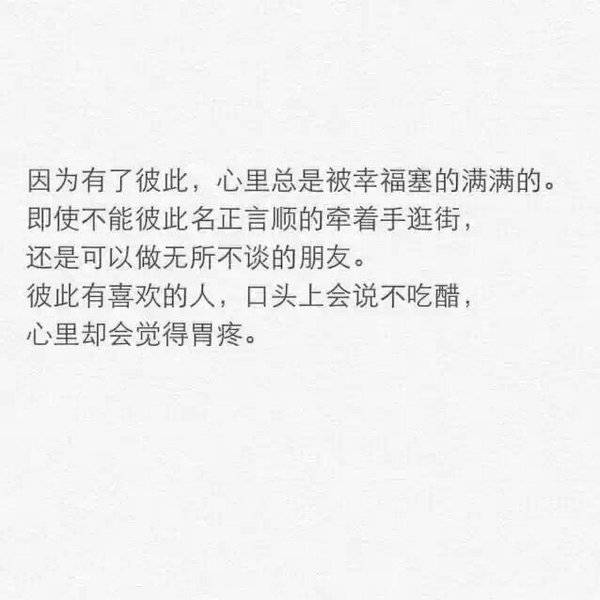 因为有了彼此，心里总是被幸福塞的满满的。
即使不能彼此名正言顺的牵着手逛街，
还是可以做无所不谈的朋友。
彼此有喜欢的人，口头上会说不吃醋，
心里却会觉得胃疼。